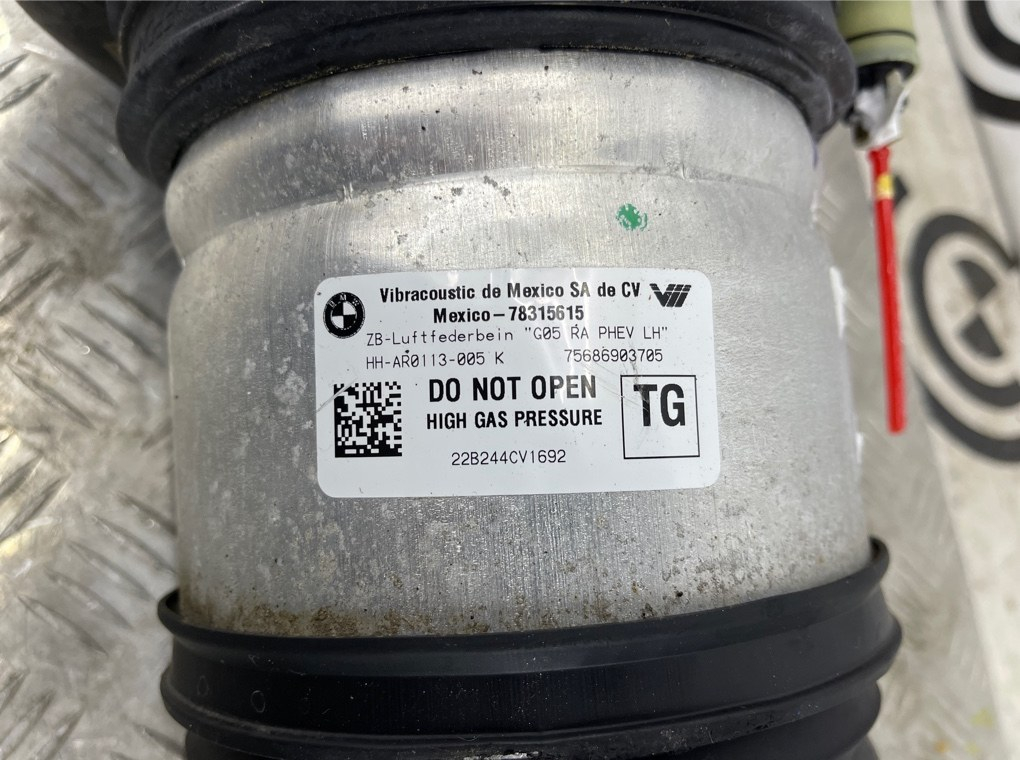 BMW
Vibracoustic de Mexico SA de CV
Mexico-78315615
ZB-Luftfederbein "G05 RA PHEV LH"
HH-AR0113-005 K 75686903705
DO NOT OPEN
HIGH GAS PRESSURE
TG
22B244CV1692